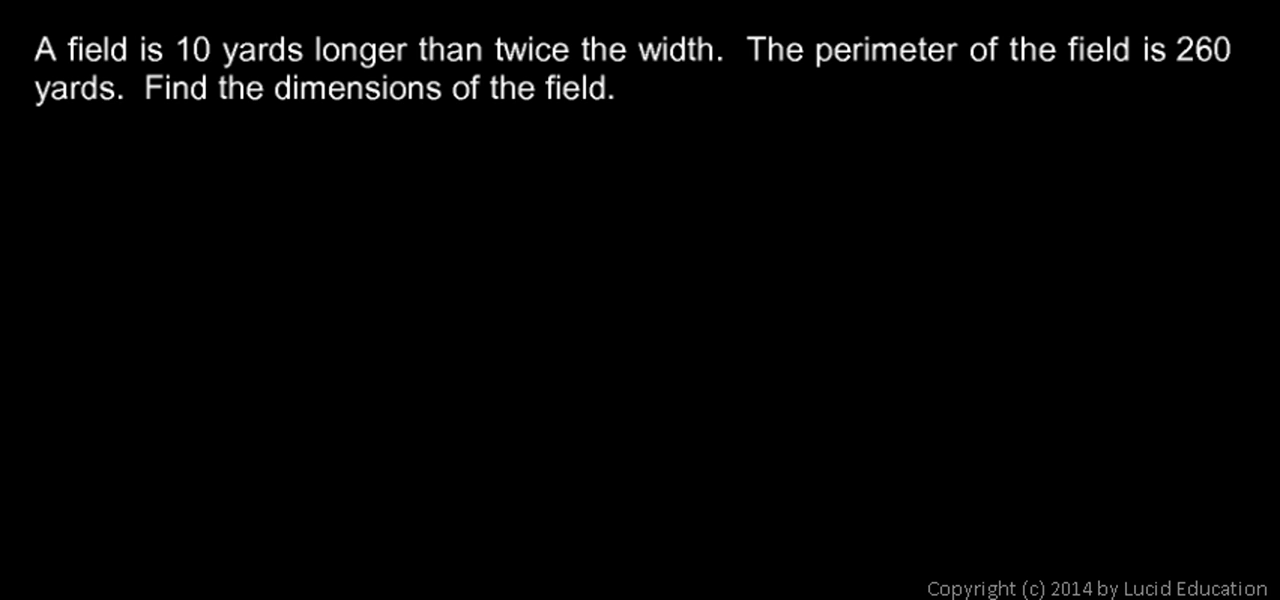 A field is 10 yards longer than twice the width. The perimeter of the field is 260
yards. Find the dimensions of the field.
Copyright (c) 2014 by Lucid Education